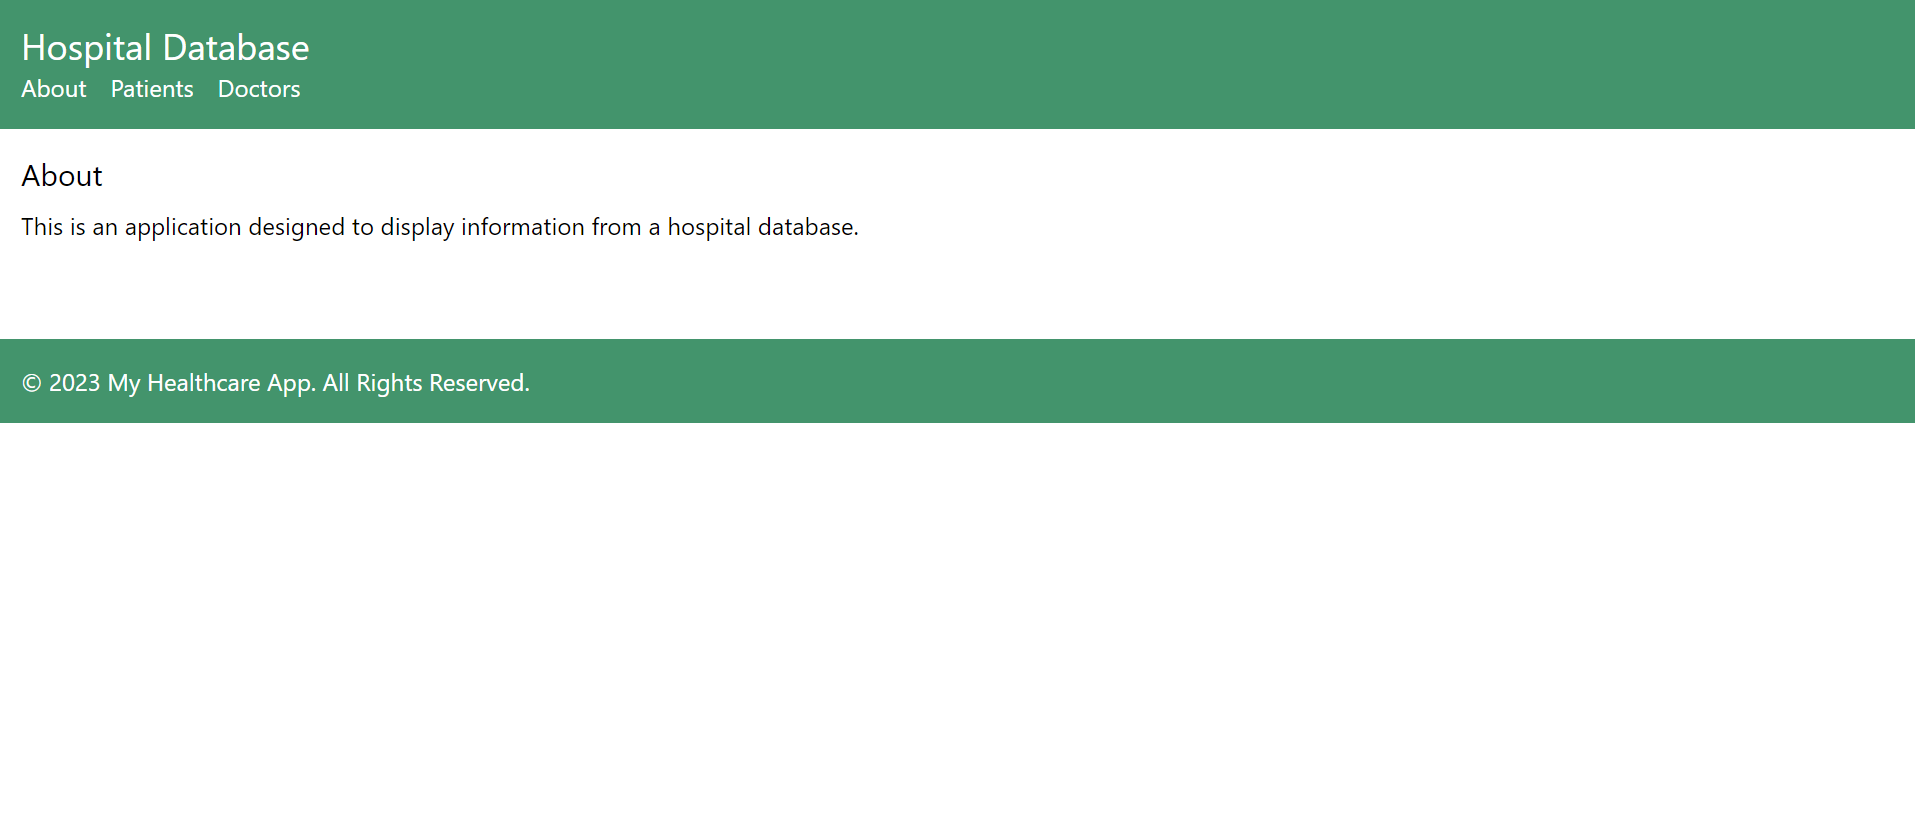 Hospital Database
About Patients Doctors
About
This is an application designed to display information from a hospital database.
© 2023 My Healthcare App. All Rights Reserved.